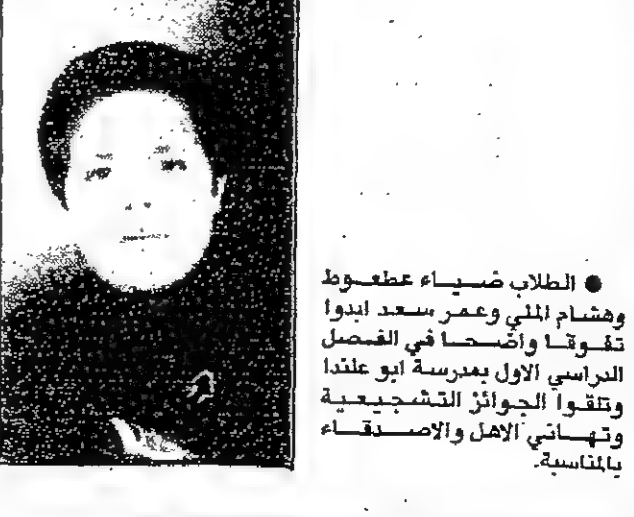 ● الطلاب ضياء عطعوط
وهشام الملي وعمر سعد ابدوا
تفوقا واضحا في الفصل
الدراسي الاول بمدرسة ابو علندا
وتلقوا الجوائز التشجيعية
وتهاني الاهل والاصدقاء
بالمناسبة.